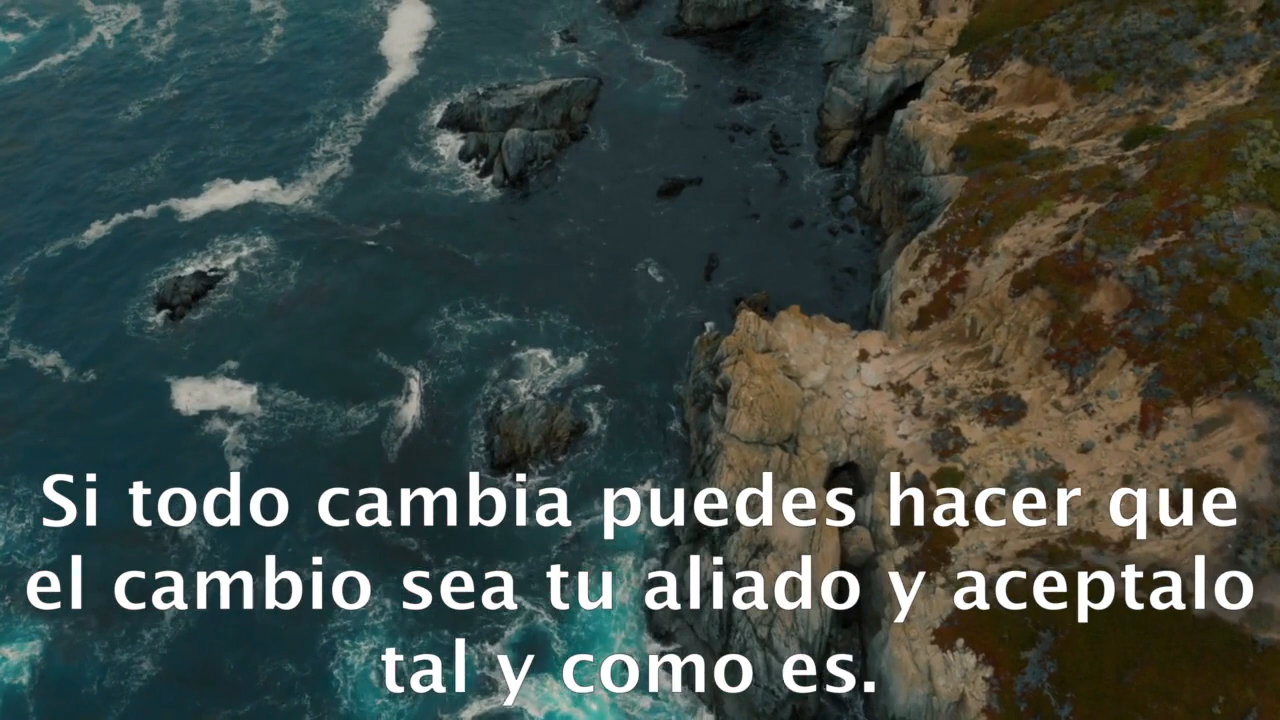 Si todo cambia puedes hacer que
el cambio sea tu aliado y aceptalo
tal y como es.